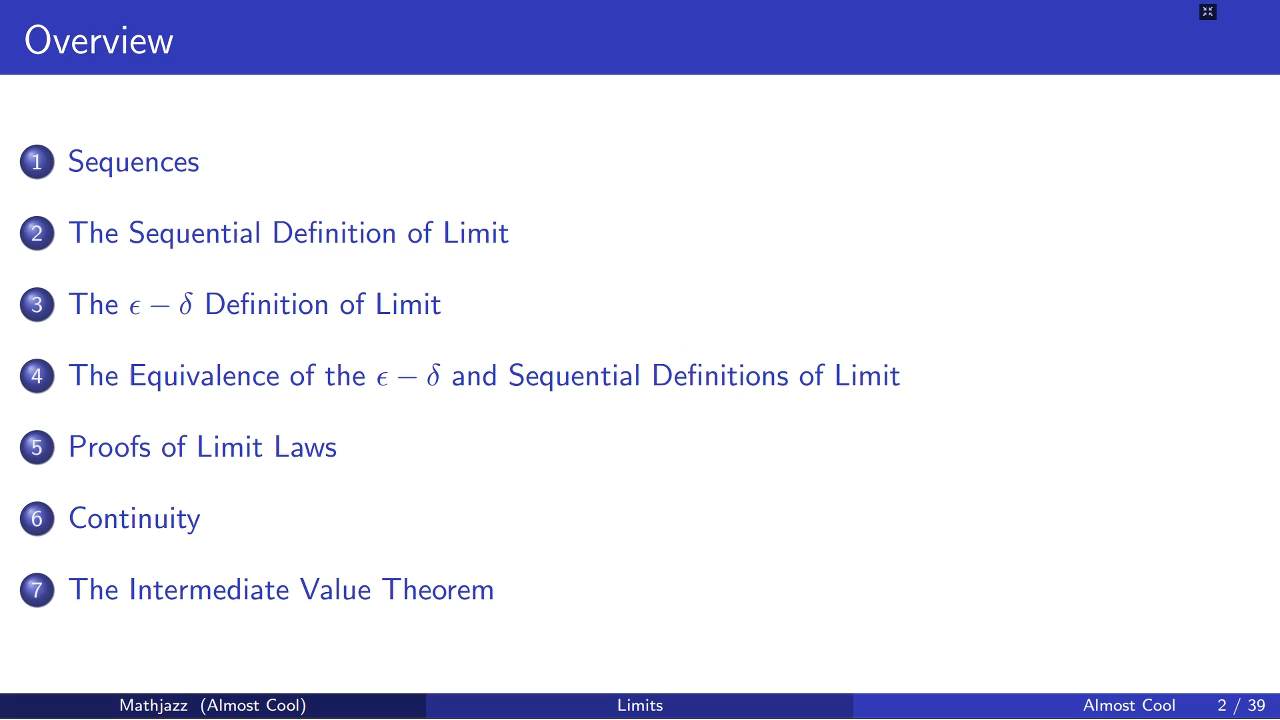 Overview
1 Sequences
2 The Sequential Definition of Limit
3 The ϵ − δ Definition of Limit
4 The Equivalence of the ϵ − δ and Sequential Definitions of Limit
5 Proofs of Limit Laws
6 Continuity
7 The Intermediate Value Theorem
Mathjazz (Almost Cool) Limits Almost Cool 2 / 39